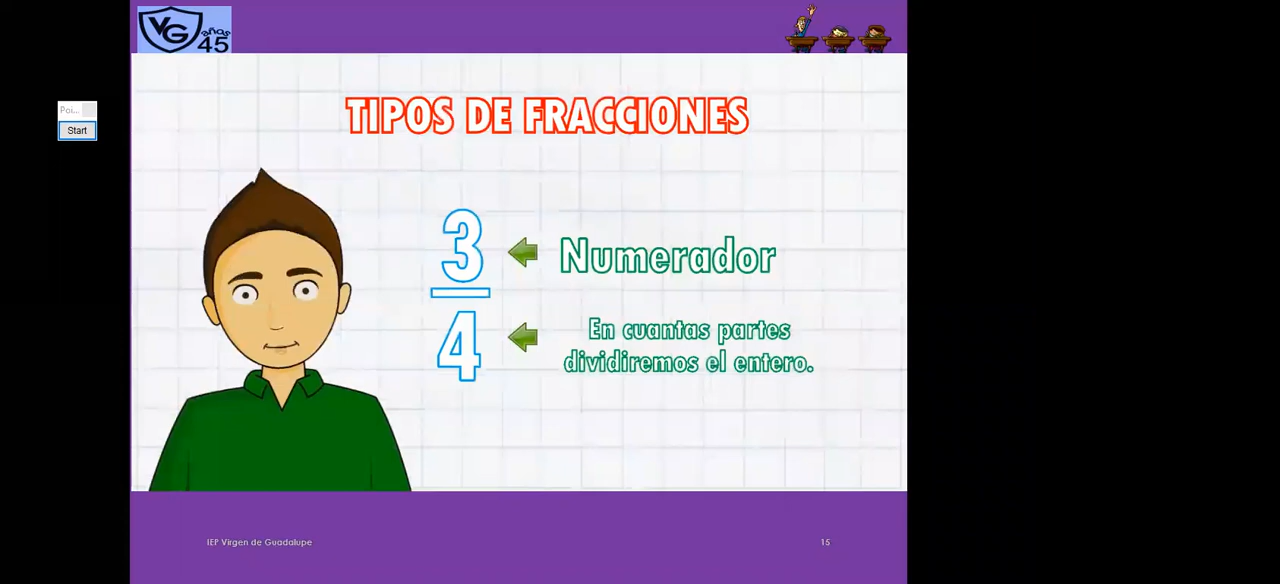 VG
años
45
Poi...
Start
TIPOS DE FRACCIONES
3
Numerador
4
En cuantas partes
dividiremos el entero.
IEP Virgen de Guadalupe
15